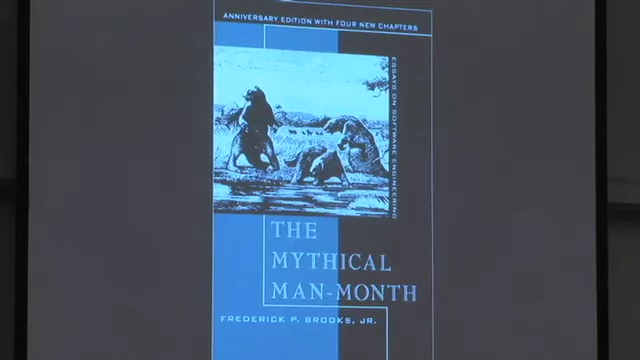 ANNIVERSARY EDITION WITH FOUR NEW CHAPTERS
ESSAYS ON SOFTWARE ENGINEERING
THE
MYTHICAL
MAN-MONTH
FREDERICK P. BROOKS, JR.